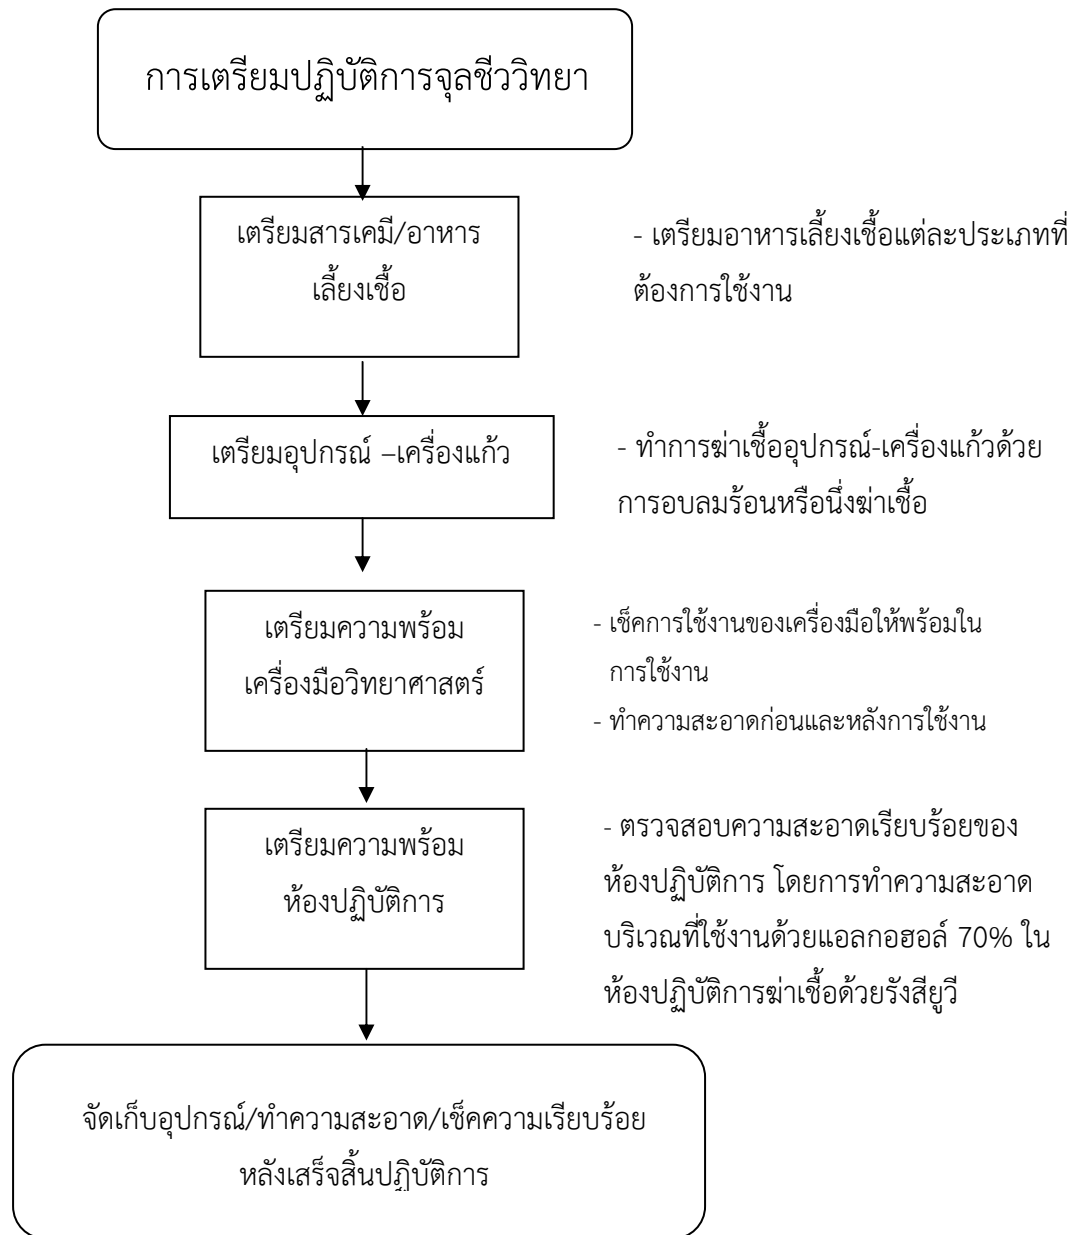 การเตรียมปฏิบัติการจุลชีววิทยา
เตรียมสารเคมี/อาหาร
เลี้ยงเชื้อ
- เตรียมอาหารเลี้ยงเชื้อแต่ละประเภทที่
ต้องการใช้งาน
เตรียมอุปกรณ์ –เครื่องแก้ว
- ทำการฆ่าเชื้ออุปกรณ์-เครื่องแก้วด้วย
การอบลมร้อนหรือนึ่งฆ่าเชื้อ
เตรียมความพร้อม
เครื่องมือวิทยาศาสตร์
- เช็คการใช้งานของเครื่องมือให้พร้อมใน
การใช้งาน
- ทำความสะอาดก่อนและหลังการใช้งาน
เตรียมความพร้อม
ห้องปฏิบัติการ
- ตรวจสอบความสะอาดเรียบร้อยของ
ห้องปฏิบัติการ โดยการทำความสะอาด
บริเวณที่ใช้งานด้วยแอลกอฮอล์ 70% ใน
ห้องปฏิบัติการฆ่าเชื้อด้วยรังสียูวี
จัดเก็บอุปกรณ์/ทำความสะอาด/เช็คความเรียบร้อย
หลังเสร็จสิ้นปฏิบัติการ